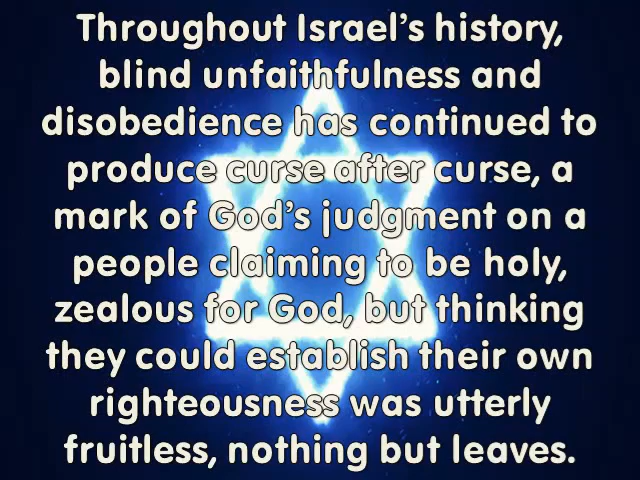 Throughout Israel's history,
blind unfaithfulness and
disobedience has continued to
produce curse after curse, a
mark of God's judgment on a
people claiming to be holy,
zealous for God, but thinking
they could establish their own
righteousness was utterly
fruitless, nothing but leaves.